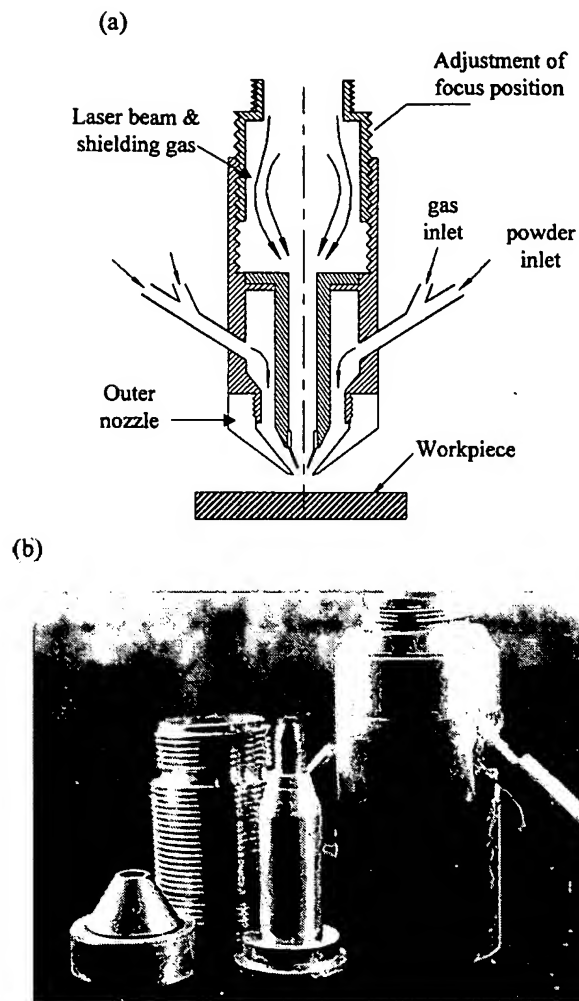 (a)
Adjustment of
focus position
Laser beam &
shielding gas
gas
inlet
powder
inlet
Outer
nozzle
Workpiece
(b)